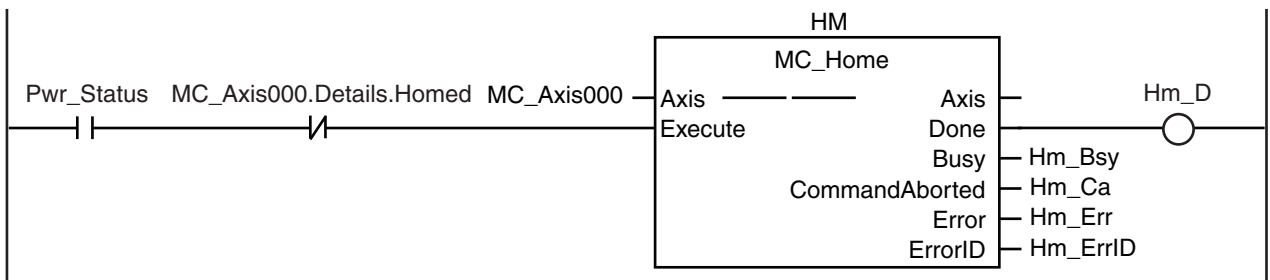 HM
MC_Home
Pwr_Status MC_Axis000.Details.Homed MC_Axis000 Axis Axis Hm_D
Execute Done
Busy Hm_Bsy
CommandAborted Hm_Ca
Error Hm_Err
ErrorID Hm_ErrID